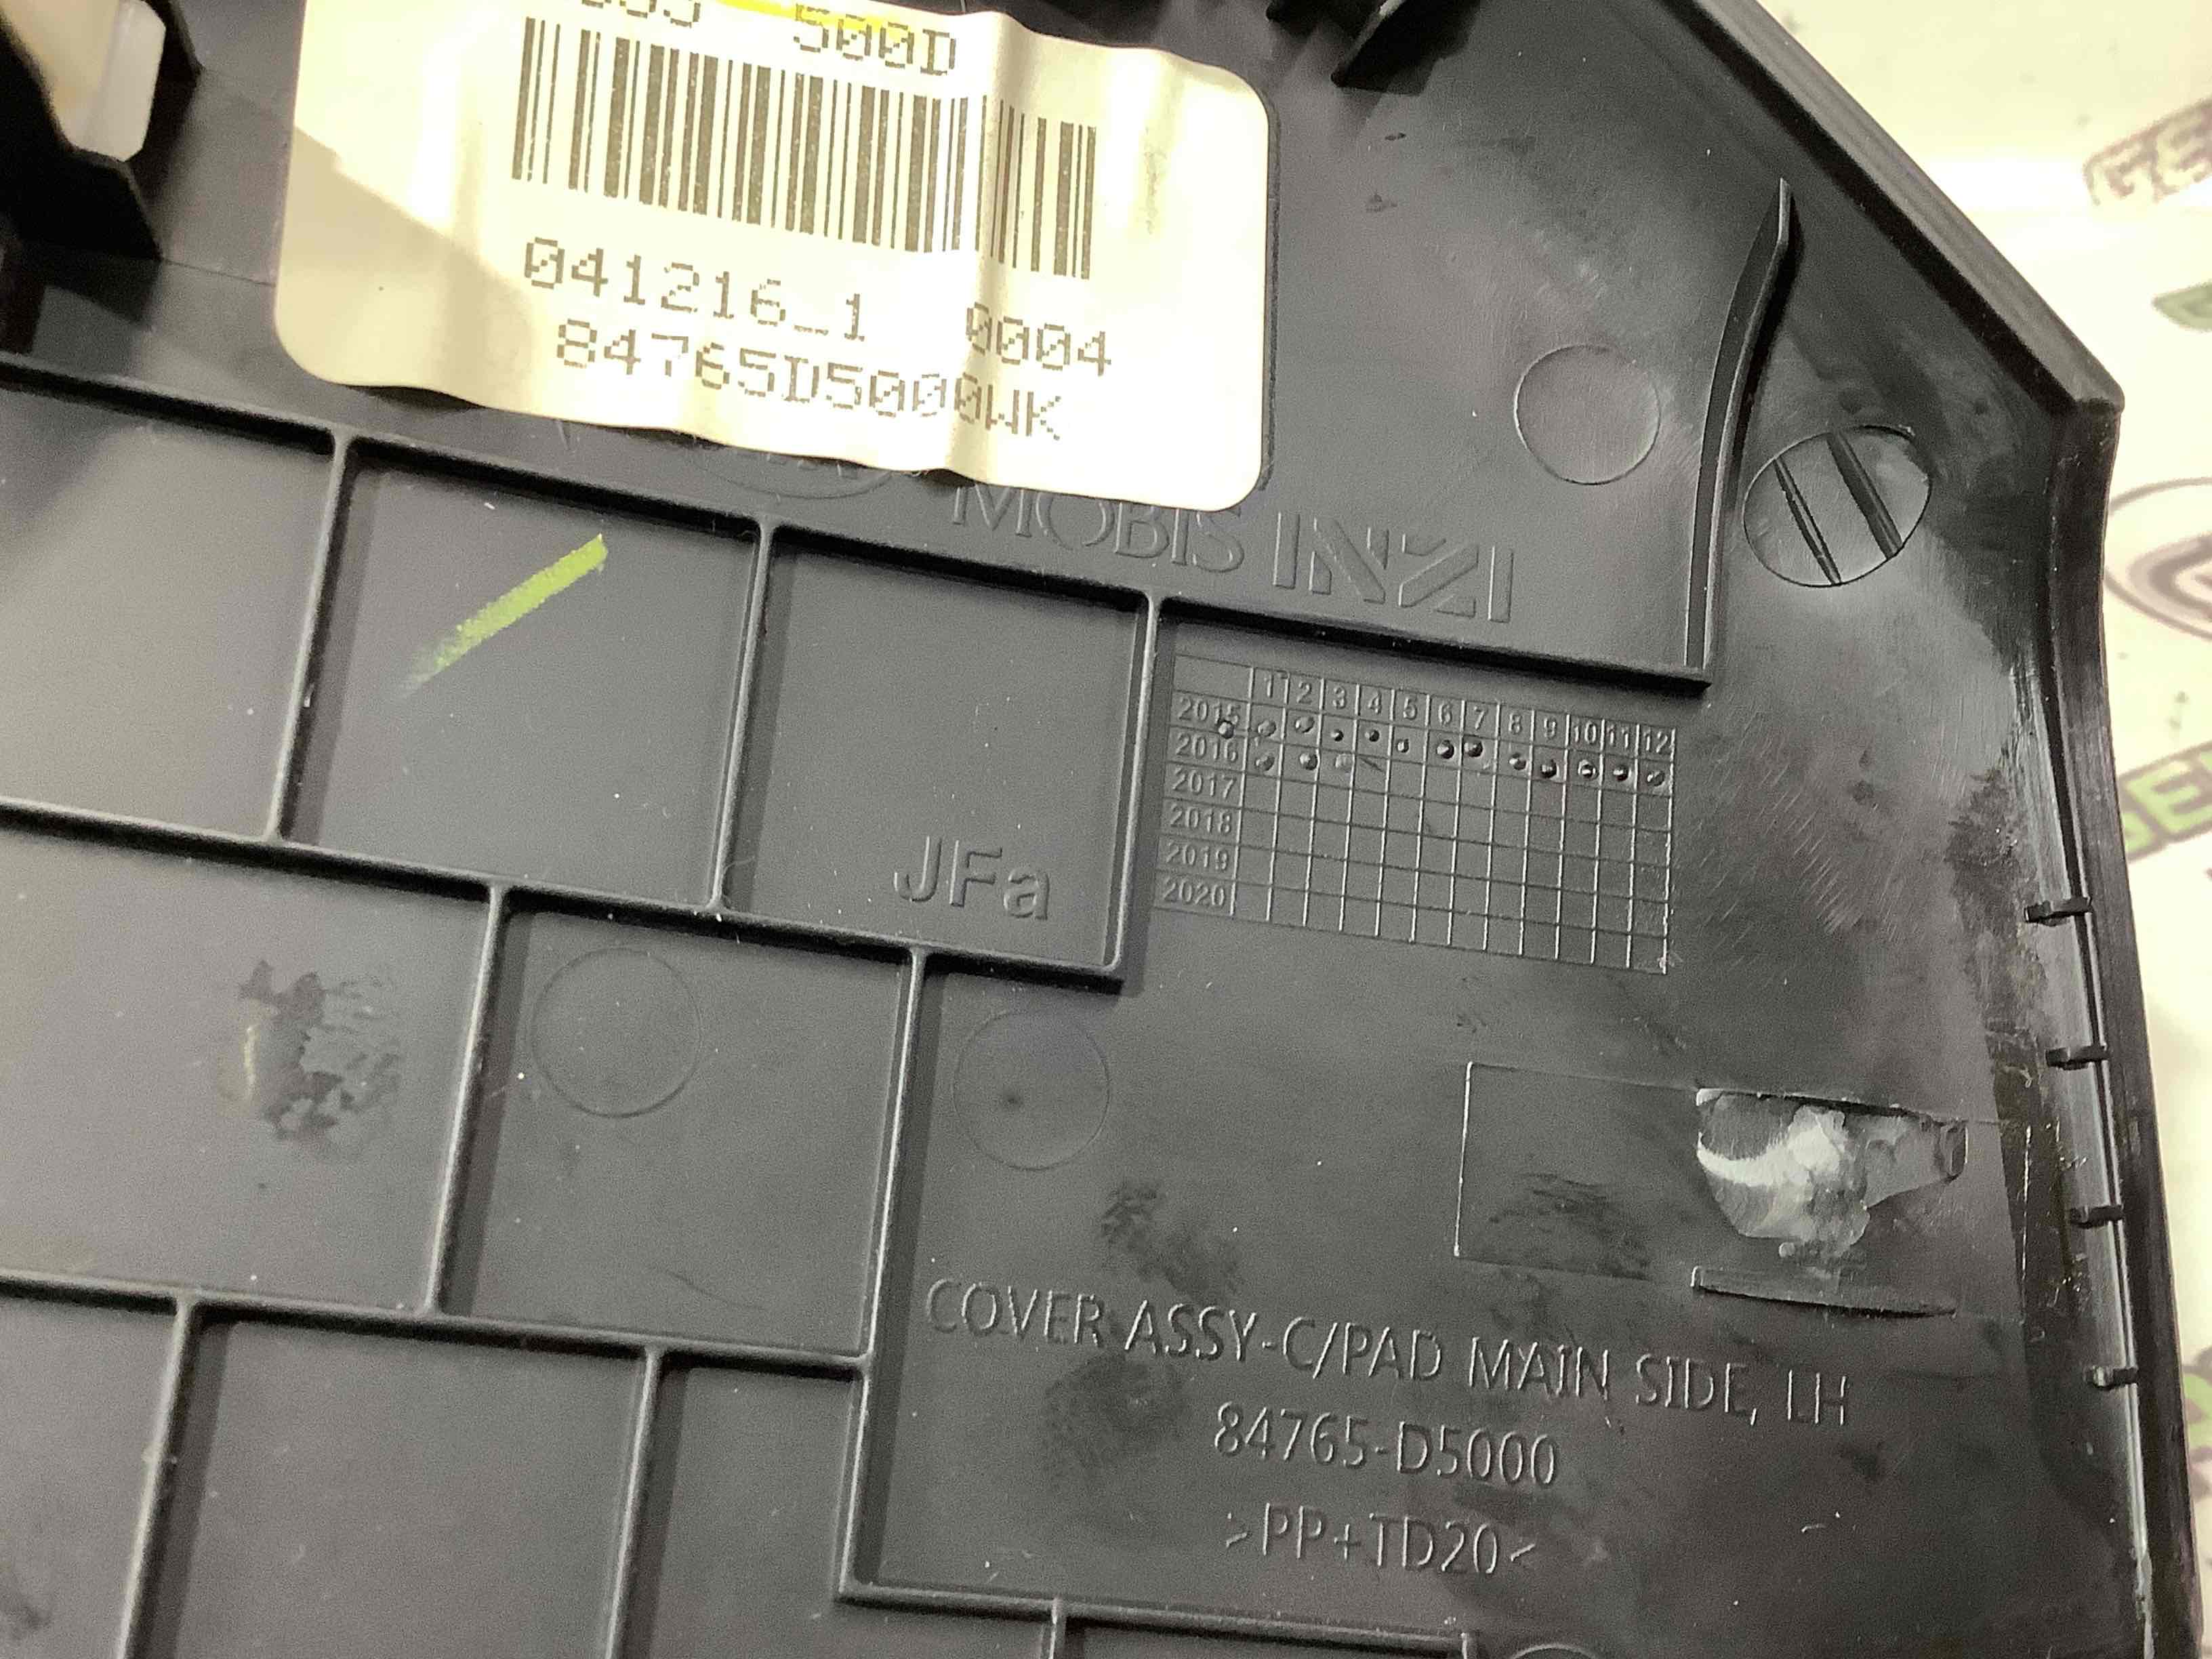 500D
041216_1 0004
84765D5000WK
MOBIS INZI
1 2 3 4 5 6 7 8 9 10 11 12
2015
2016
2017
2018
2019
2020
JFa
COVER ASSY-C/PAD MAIN SIDE, LH
84765-D5000
>PP+TD20<